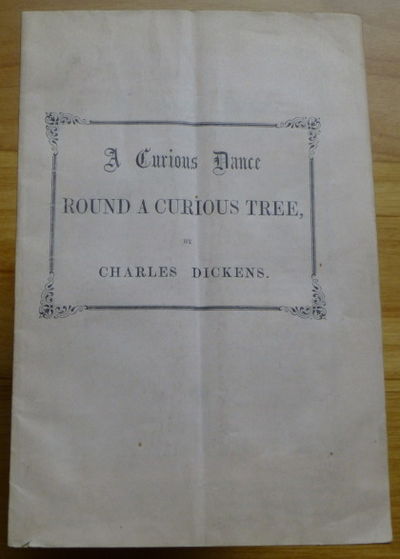 A Curious Dance
ROUND A CURIOUS TREE,
BY
CHARLES DICKENS.